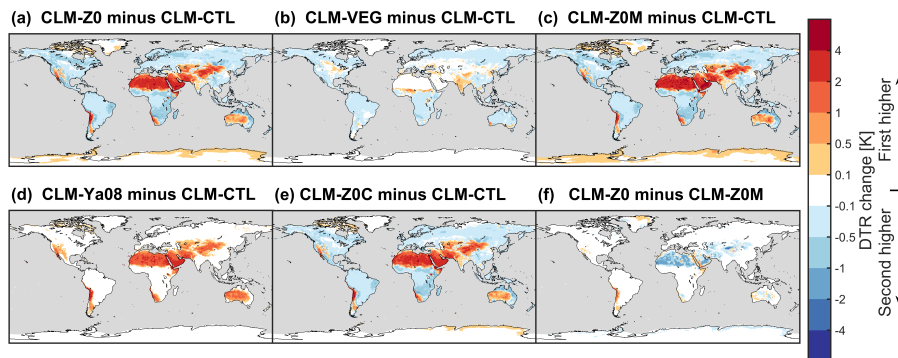 (a) CLM-Z0 minus CLM-CTL
(b) CLM-VEG minus CLM-CTL
(c) CLM-Z0M minus CLM-CTL
(d) CLM-Ya08 minus CLM-CTL
(e) CLM-Z0C minus CLM-CTL
(f) CLM-Z0 minus CLM-Z0M
4
2
1
0.5
0.1
-0.1
-0.5
-1
-2
-4
DTR change [K]
First higher
Second higher